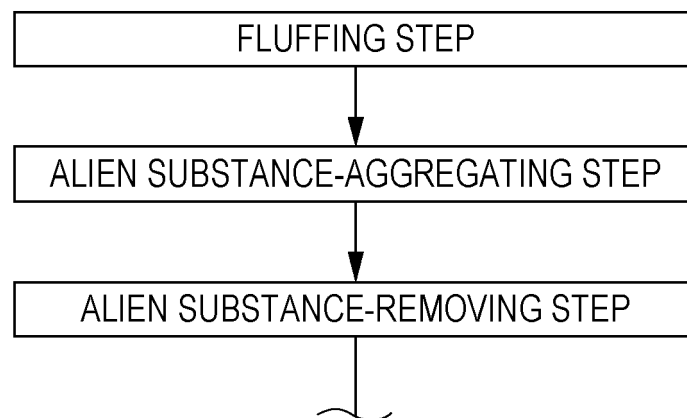 FLUFFING STEP
ALIEN SUBSTANCE-AGGREGATING STEP
ALIEN SUBSTANCE-REMOVING STEP